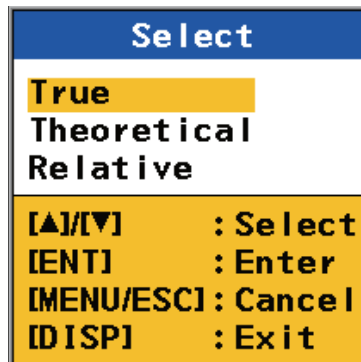 Select
True
Theoretical
Relative
[▲]/[▼] : Select
[ENT] : Enter
[MENU/ESC] : Cancel
[DISP] : Exit